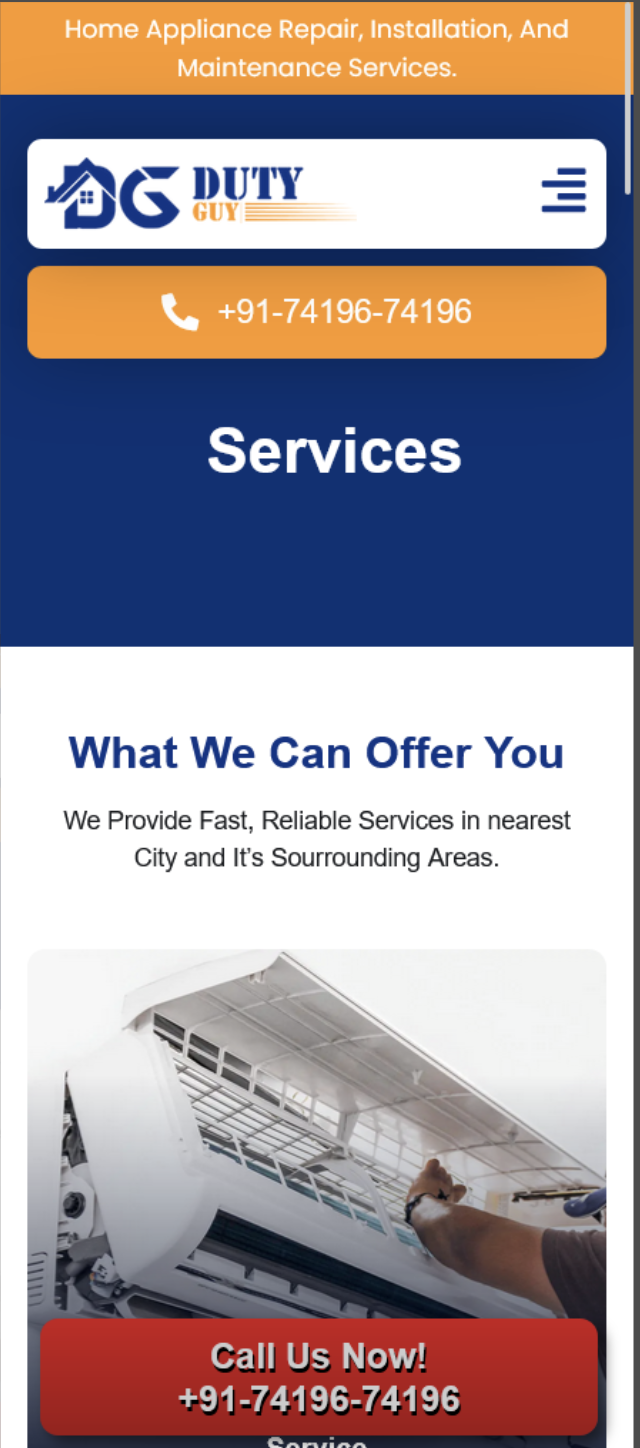 Home Appliance Repair, Installation, And
Maintenance Services.
DG DUTY
GUY
+91-74196-74196
Services
What We Can Offer You
We Provide Fast, Reliable Services in nearest
City and It’s Sourrounding Areas.
Call Us Now!
+91-74196-74196
Service